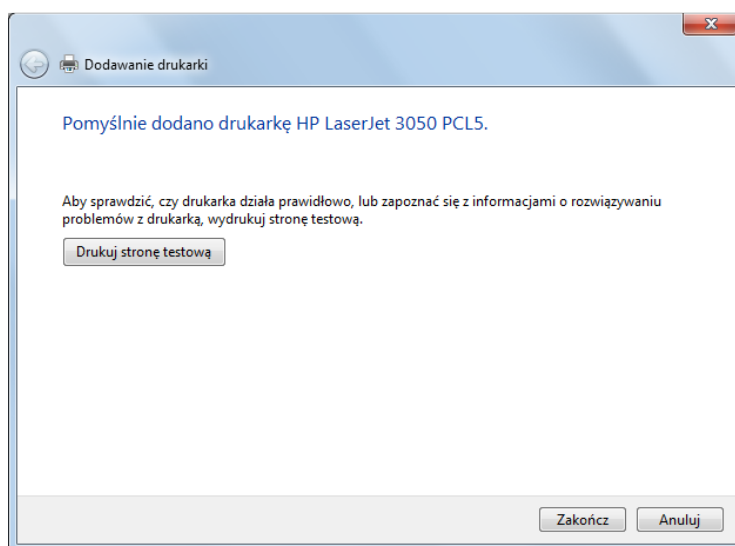 Dodawanie drukarki
Pomyślnie dodano drukarkę HP LaserJet 3050 PCL5.
Aby sprawdzić, czy drukarka działa prawidłowo, lub zapoznać się z informacjami o rozwiązywaniu
problemów z drukarką, wydrukuj stronę testową.
Drukuj stronę testową
Zakończ Anuluj